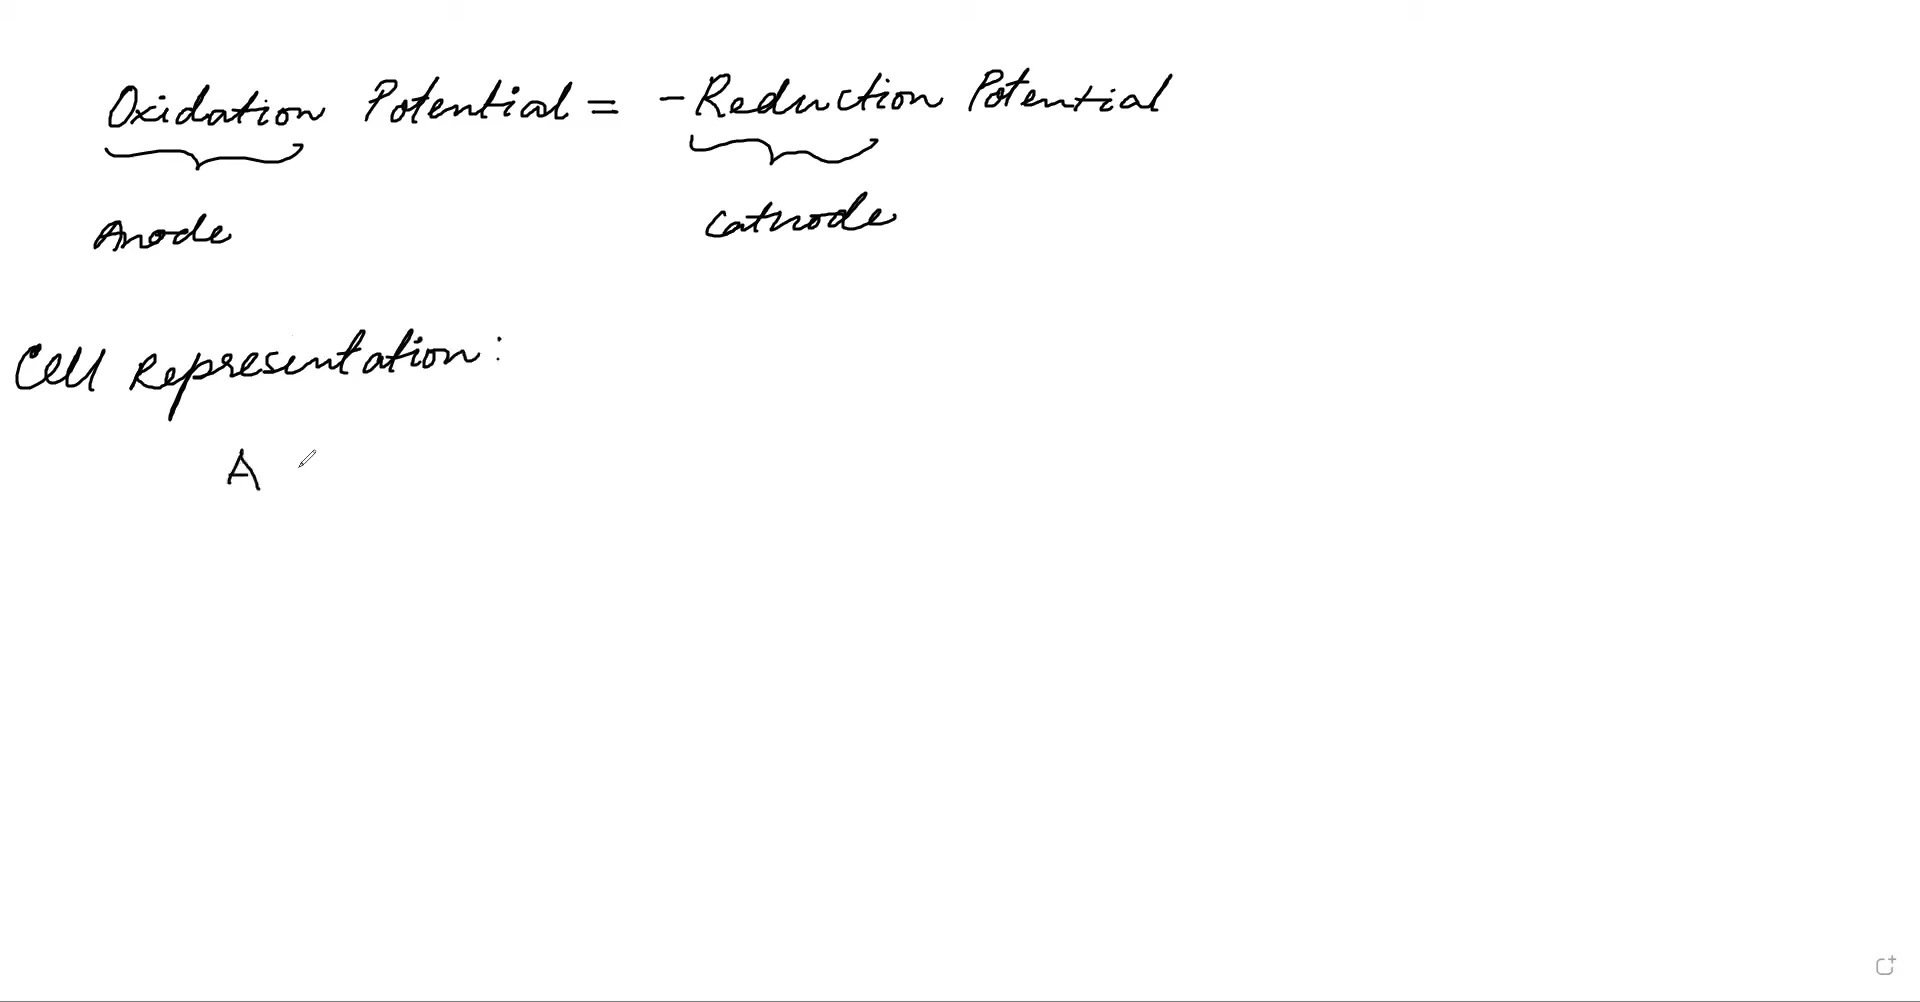 Oxidation Potential = - Reduction Potential
Anode Cathode
Cell Representation:
A